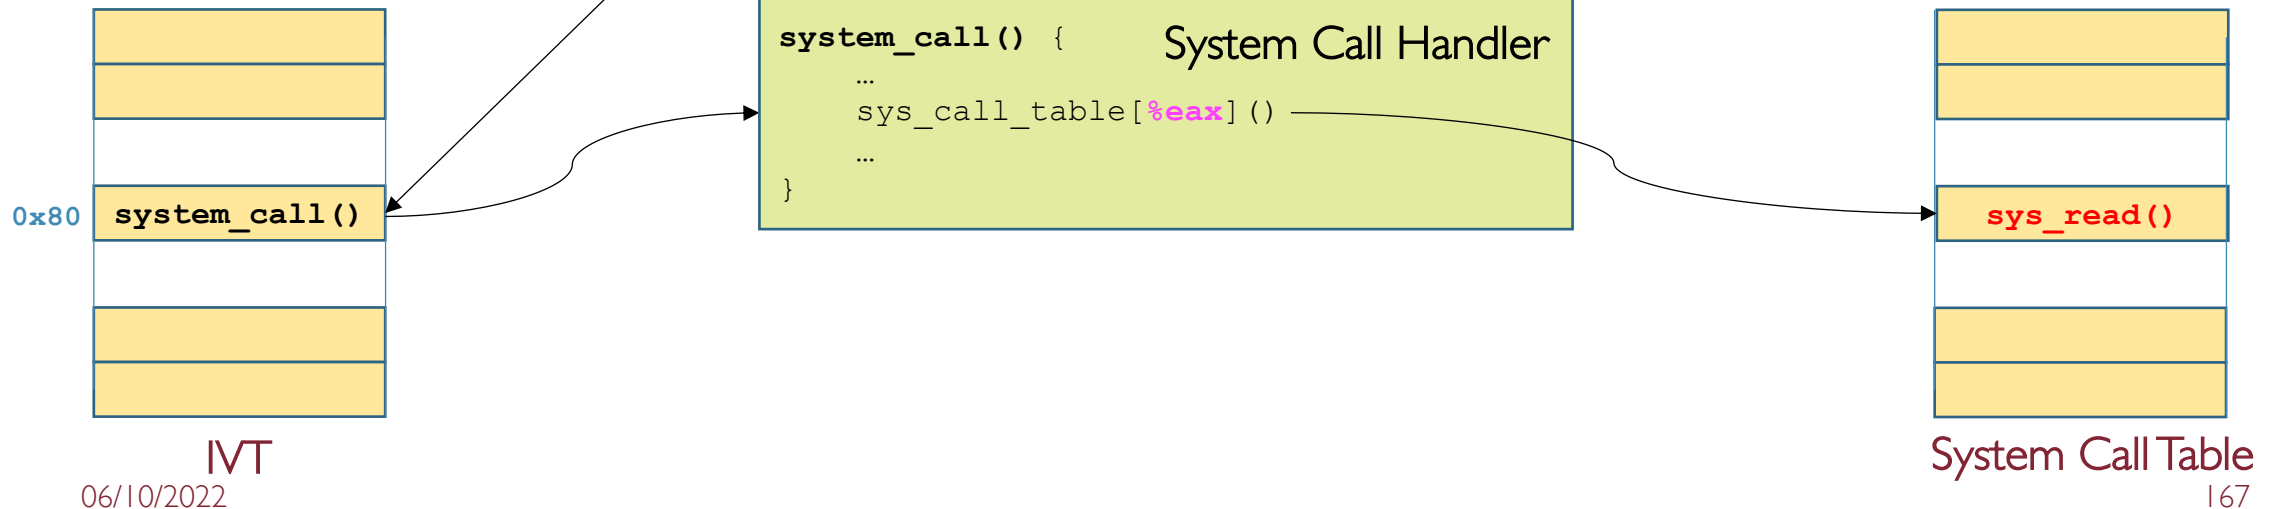 system_call() {
System Call Handler
…
sys_call_table[%eax]()
…
}
0x80
system_call()
sys_read()
IVT
System Call Table
06/10/2022
167